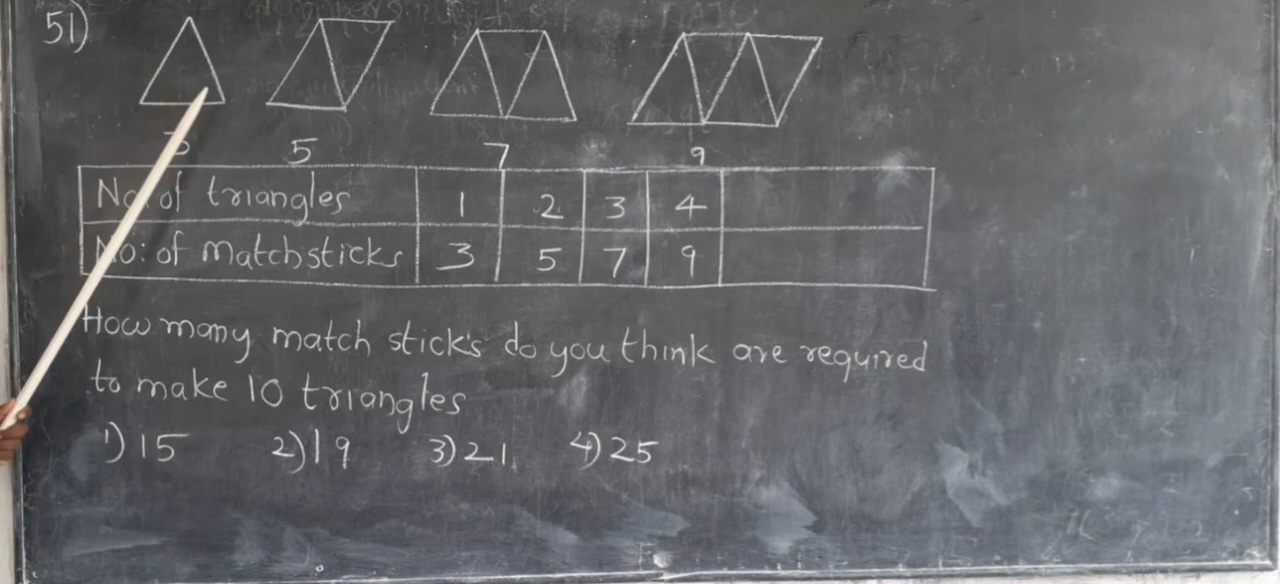 51)
3 5 7 9
No: of triangles 1 2 3 4
No: of Matchsticks 3 5 7 9
How many match sticks do you think are required
to make 10 triangles
1) 15 2) 19 3) 21 4) 25